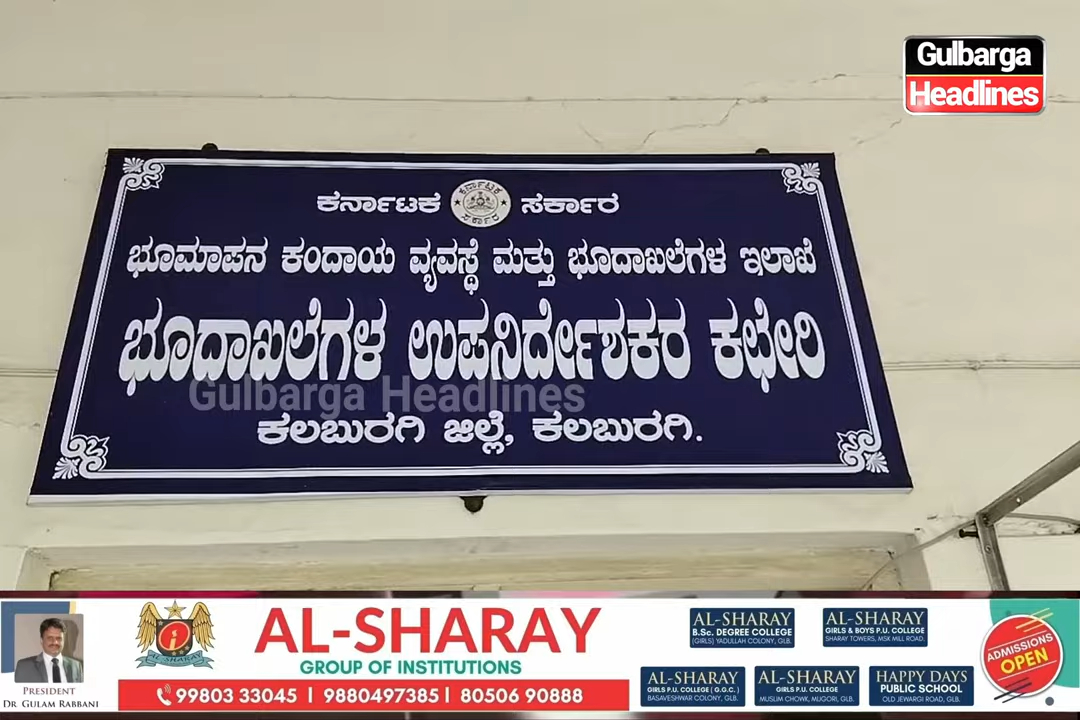 Gulbarga
Headlines
ಕರ್ನಾಟಕ ಸರ್ಕಾರ
ಭೂಮಾಪನ ಕಂದಾಯ ವ್ಯವಸ್ಥೆ ಮತ್ತು ಭೂದಾಖಲೆಗಳ ಇಲಾಖೆ
ಭೂದಾಖಲೆಗಳ ಉಪನಿರ್ದೇಶಕರ ಕಛೇರಿ
Gulbarga Headlines
ಕಲಬುರಗಿ ಜಿಲ್ಲೆ, ಕಲಬುರಗಿ.
PRESIDENT
DR GULAM RABBANI
AL SHARAY
AL-SHARAY
GROUP OF INSTITUTIONS
99803 33045 | 9880497385 | 80506 90888
AL-SHARAY
B.Sc. DEGREE COLLEGE
(GIRLS) YADULLAH COLONY, GLB.
AL-SHARAY
GIRLS & BOYS P.U. COLLEGE
SHARAY TOWERS, MSK MILL ROAD.
AL-SHARAY
GIRLS P.U. COLLEGE ( G.G.C. )
BASAVESHWAR COLONY, GLB.
AL-SHARAY
GIRLS P.U. COLLEGE
MUSLIM CHOWK, MUGORI, GLB.
HAPPY DAYS
PUBLIC SCHOOL
OLD JEWARGI ROAD, GLB.
ADMISSIONS
OPEN